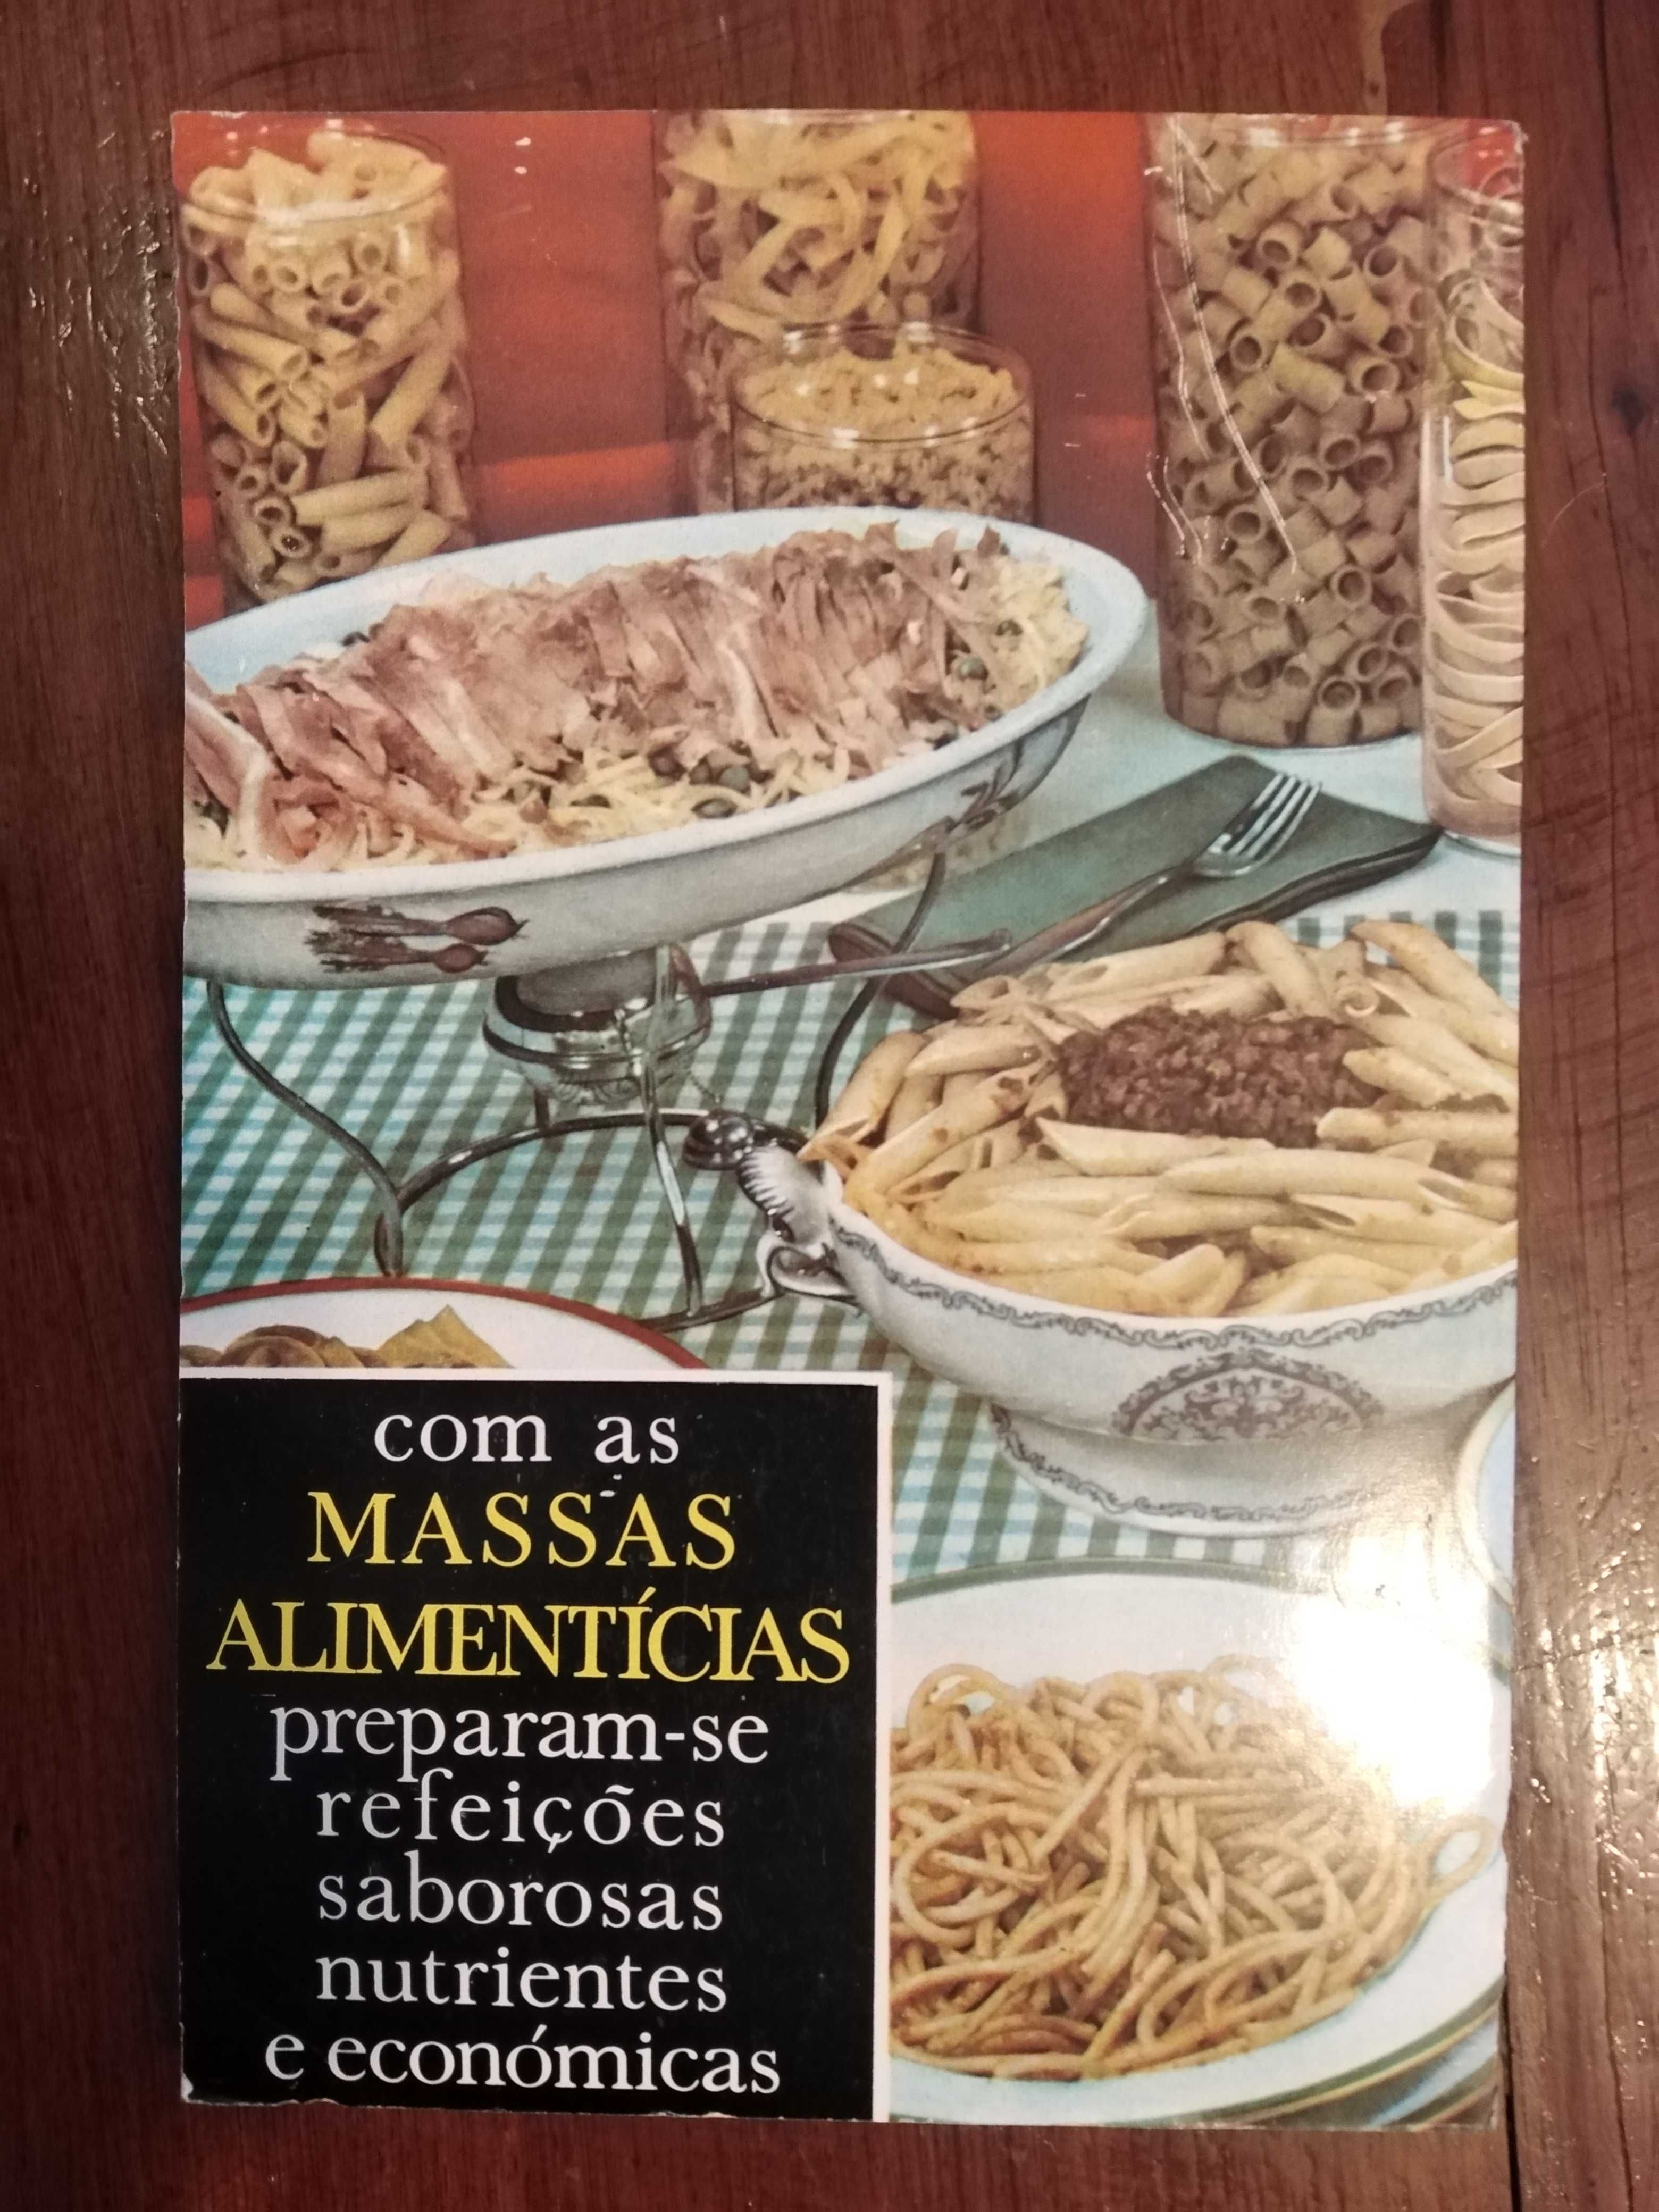 com as
MASSAS
ALIMENTÍCIAS
preparam-se
refeições
saborosas
nutrientes
e económicas